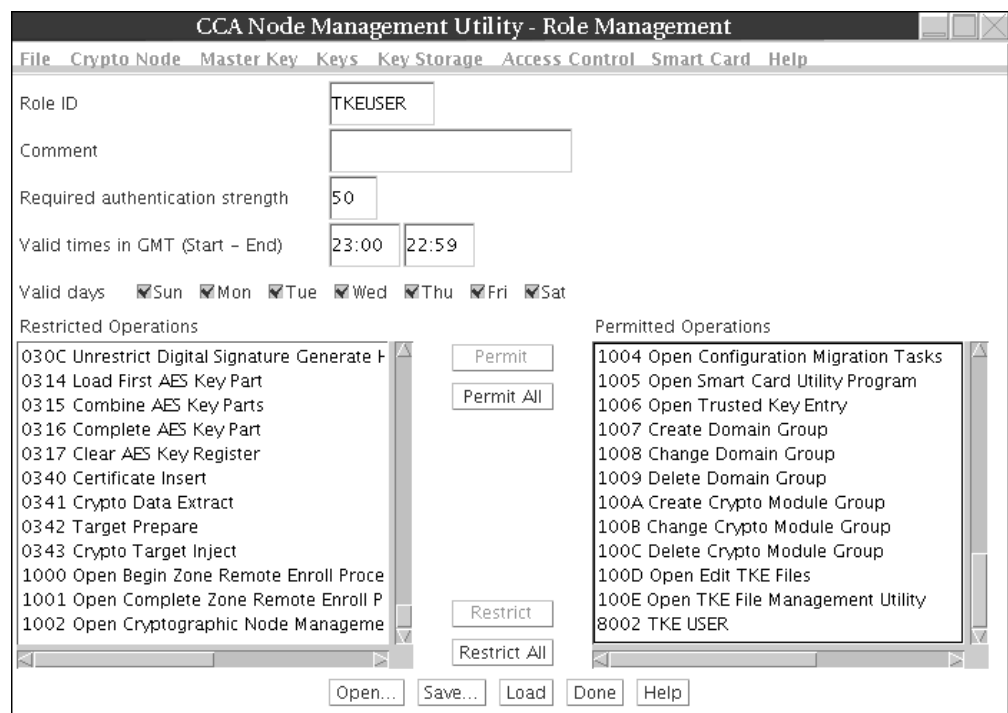 CCA Node Management Utility - Role Management
File Crypto Node Master Key Keys Key Storage Access Control Smart Card Help
Role ID TKEUSER
Comment
Required authentication strength 50
Valid times in GMT (Start - End) 23:00 22:59
Valid days Sun Mon Tue Wed Thu Fri Sat
Restricted Operations
030C Unrestrict Digital Signature Generate
0314 Load First AES Key Part
0315 Combine AES Key Parts
0316 Complete AES Key Part
0317 Clear AES Key Register
0340 Certificate Insert
0341 Crypto Data Extract
0342 Target Prepare
0343 Crypto Target Inject
1000 Open Begin Zone Remote Enroll Proce
1001 Open Complete Zone Remote Enroll P
1002 Open Cryptographic Node Manageme
Permit
Permit All
Restrict
Restrict All
Permitted Operations
1004 Open Configuration Migration Tasks
1005 Open Smart Card Utility Program
1006 Open Trusted Key Entry
1007 Create Domain Group
1008 Change Domain Group
1009 Delete Domain Group
100A Create Crypto Module Group
100B Change Crypto Module Group
100C Delete Crypto Module Group
100D Open Edit TKE Files
100E Open TKE File Management Utility
8002 TKE USER
Open... Save... Load Done Help